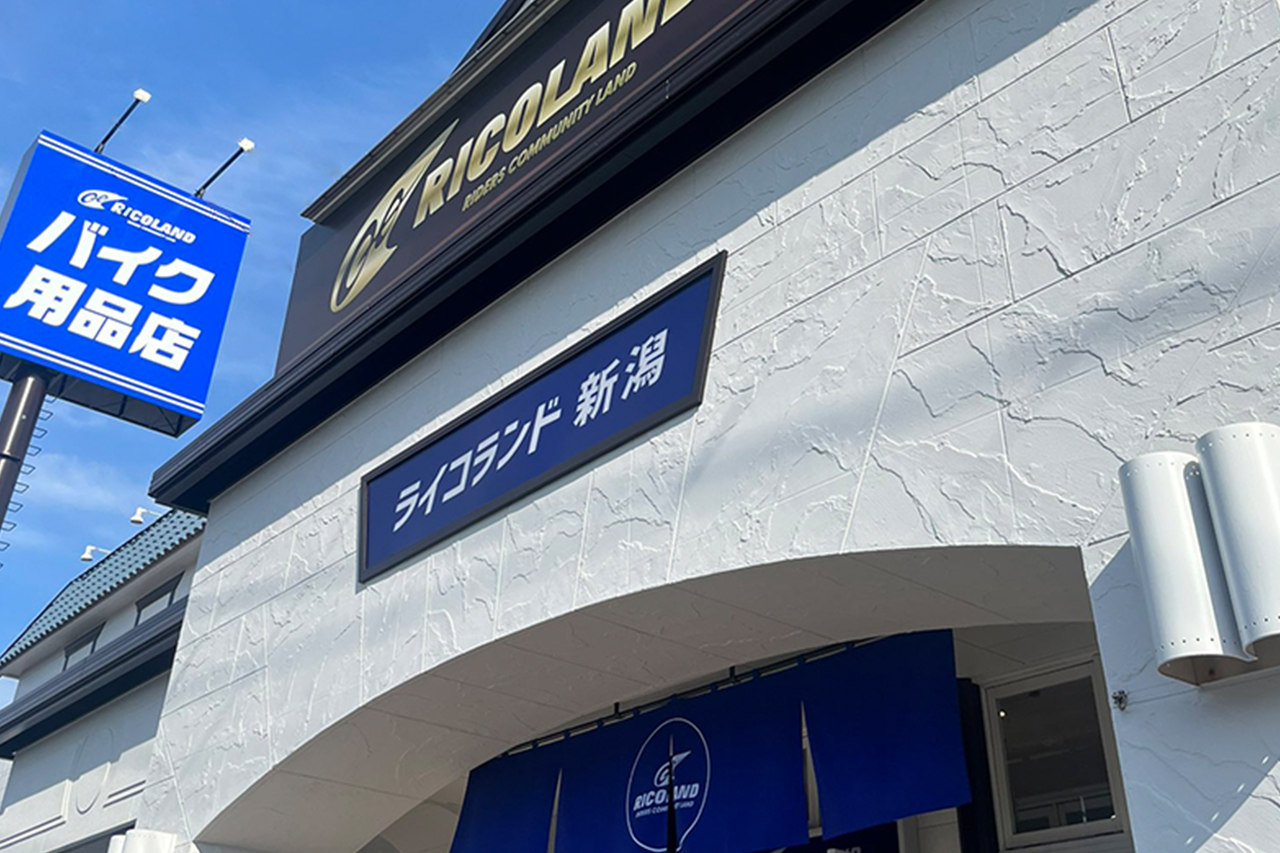 RICOLAND
RIDERS COMMUNITY LAND
RICOLAND
バイク
用品店
ライコランド 新潟
RICOLAND
RIDERS COMMUNITY LAND